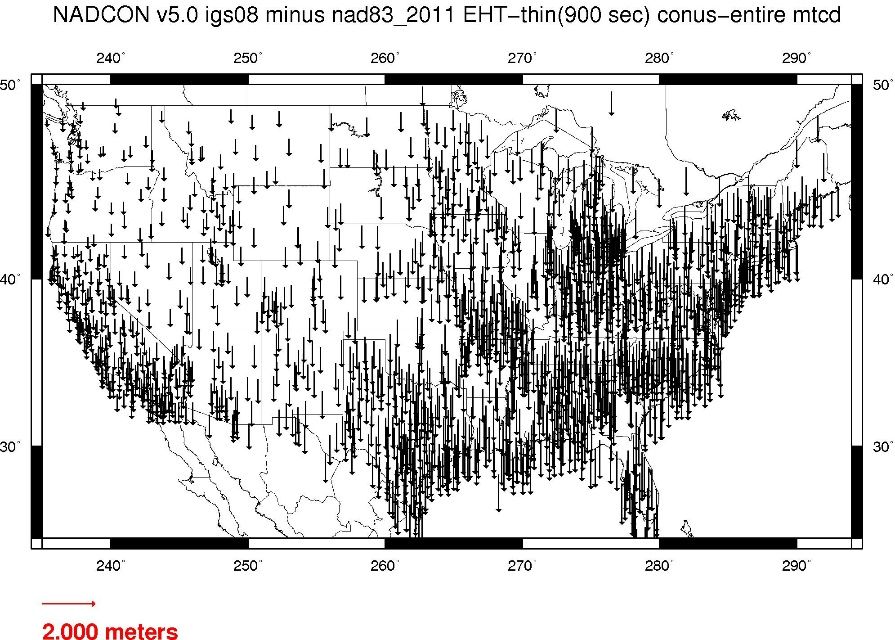 NADCON v5.0 igs08 minus nad83_2011 EHT−thin(900 sec) conus−entire mtcd
240˚ 250˚ 260˚ 270˚ 280˚ 290˚
50˚ 50˚
40˚ 40˚
30˚ 30˚
240˚ 250˚ 260˚ 270˚ 280˚ 290˚
2.000 meters